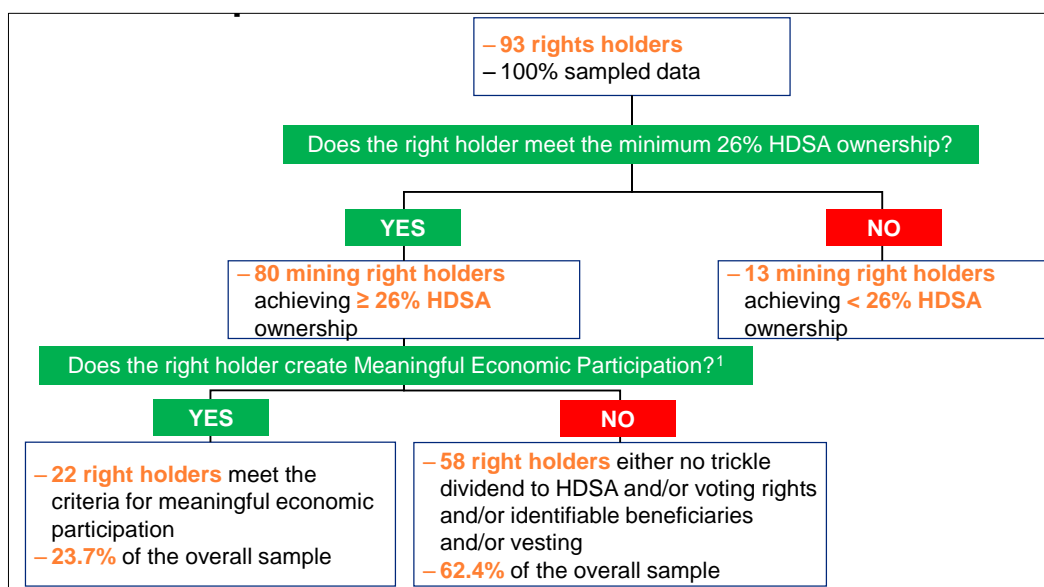 – 93 rights holders
– 100% sampled data
Does the right holder meet the minimum 26% HDSA ownership?
YES
NO
– 80 mining right holders
achieving ≥ 26% HDSA
ownership
– 13 mining right holders
achieving < 26% HDSA
ownership
Does the right holder create Meaningful Economic Participation?¹
YES
NO
– 22 right holders meet the
criteria for meaningful economic
participation
– 23.7% of the overall sample
– 58 right holders either no trickle
dividend to HDSA and/or voting rights
and/or identifiable beneficiaries
and/or vesting
– 62.4% of the overall sample